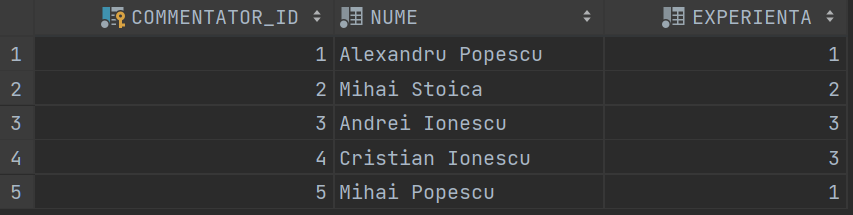 COMMENTATOR_ID NUME EXPERIENTA
1 1 Alexandru Popescu 1
2 2 Mihai Stoica 2
3 3 Andrei Ionescu 3
4 4 Cristian Ionescu 3
5 5 Mihai Popescu 1